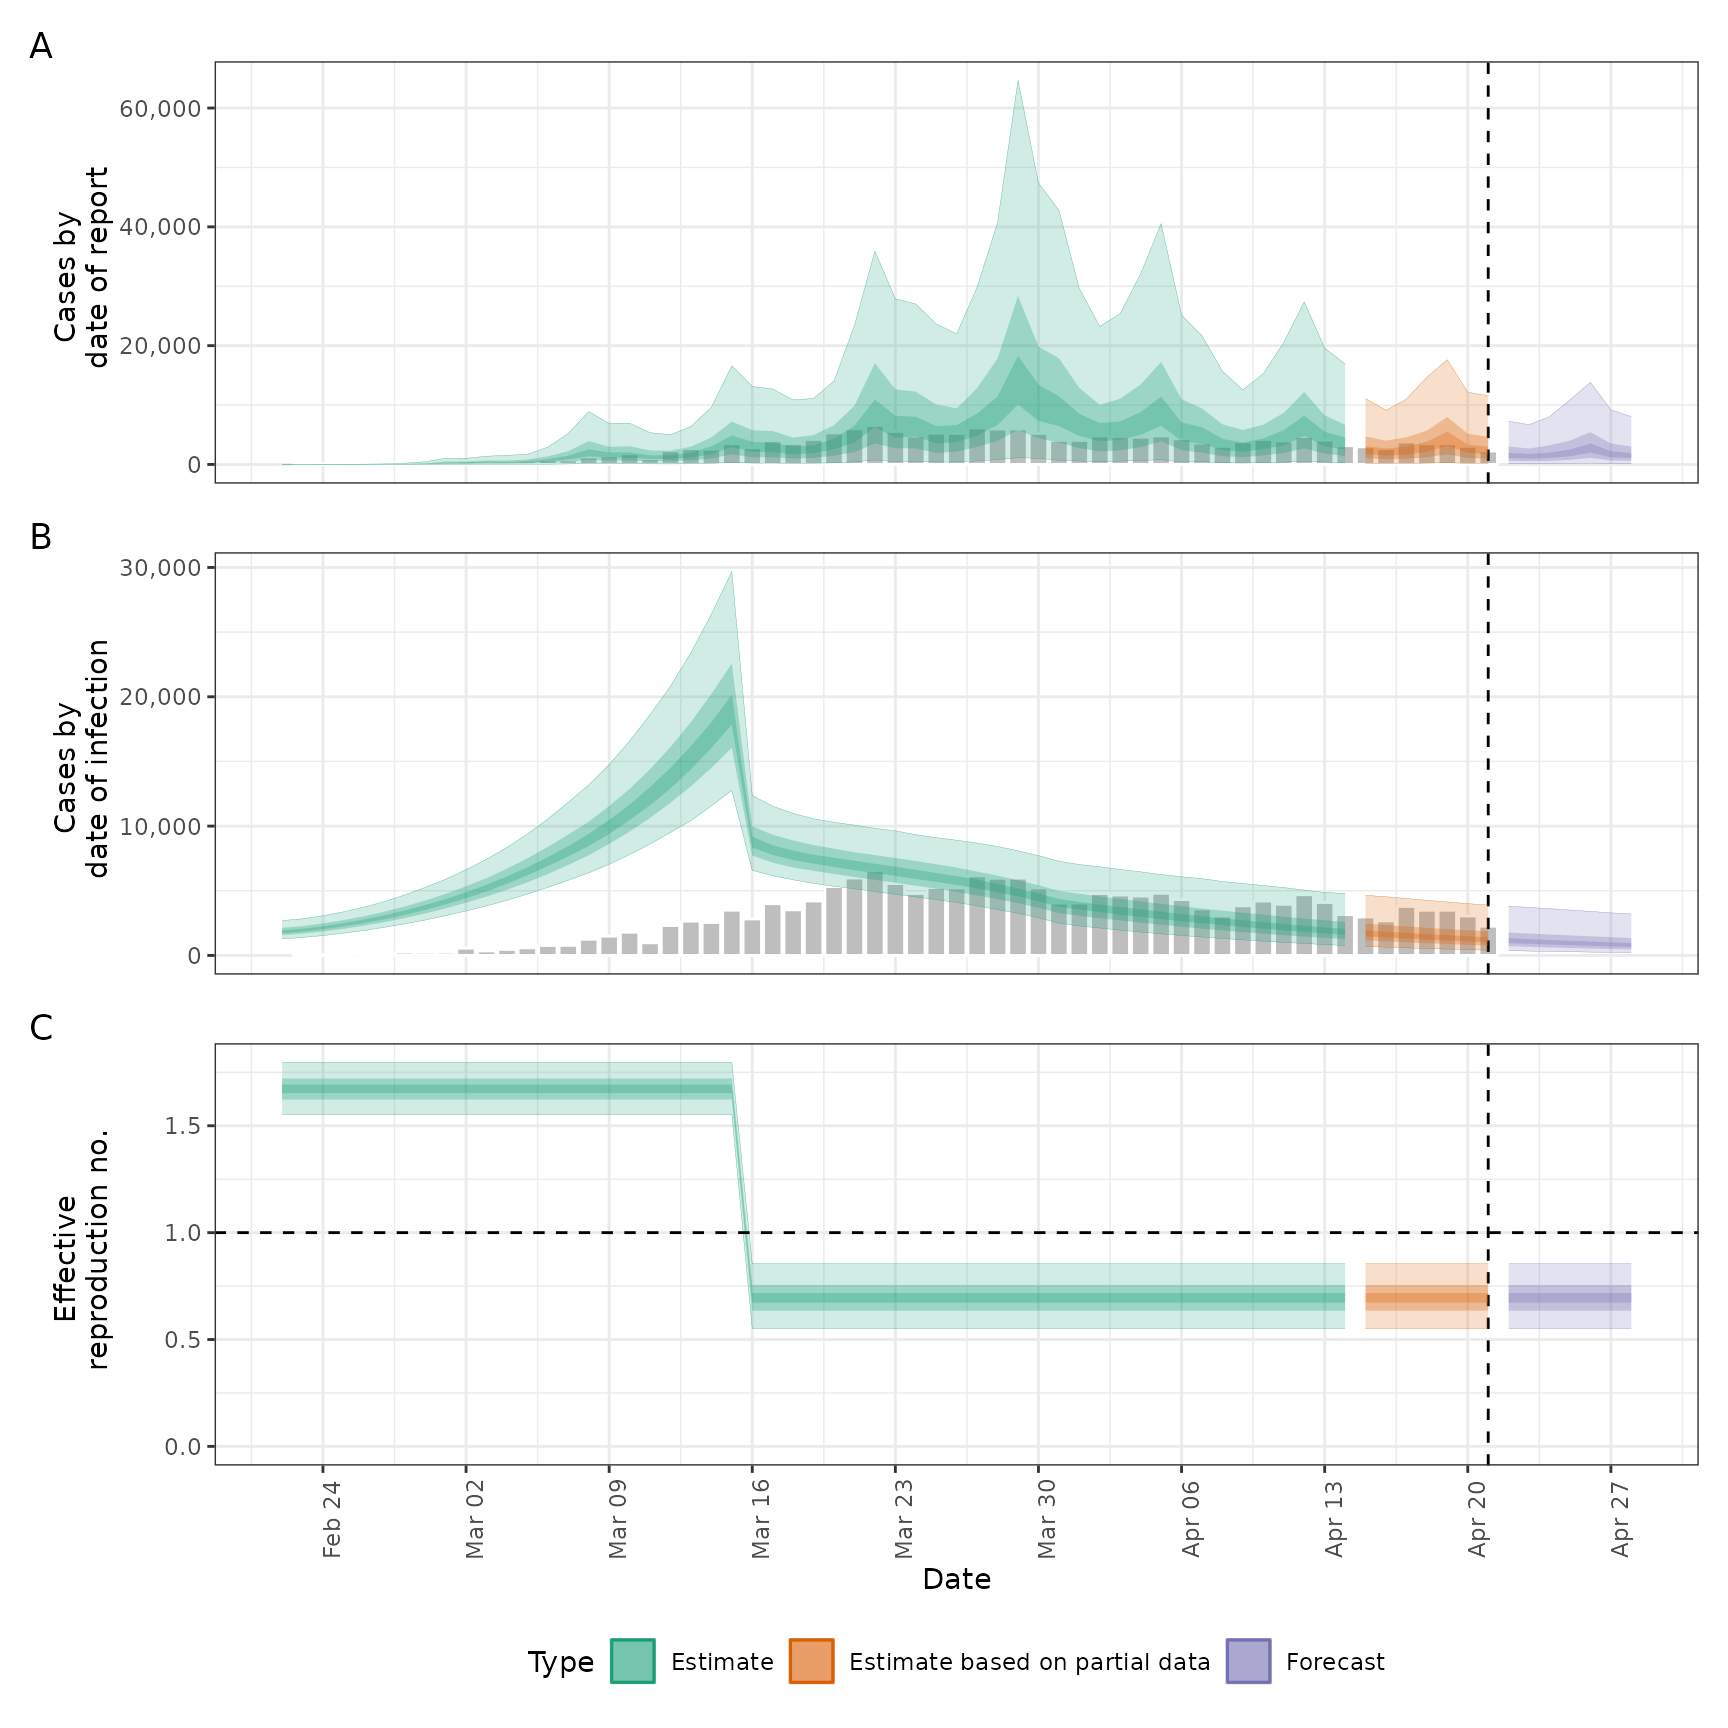 A
Cases by
date of report
60,000
40,000
20,000
0
B
Cases by
date of infection
30,000
20,000
10,000
0
C
Effective
reproduction no.
1.5
1.0
0.5
0.0
Feb 24
Mar 02
Mar 09
Mar 16
Mar 23
Mar 30
Apr 06
Apr 13
Apr 20
Apr 27
Date
Type Estimate Estimate based on partial data Forecast